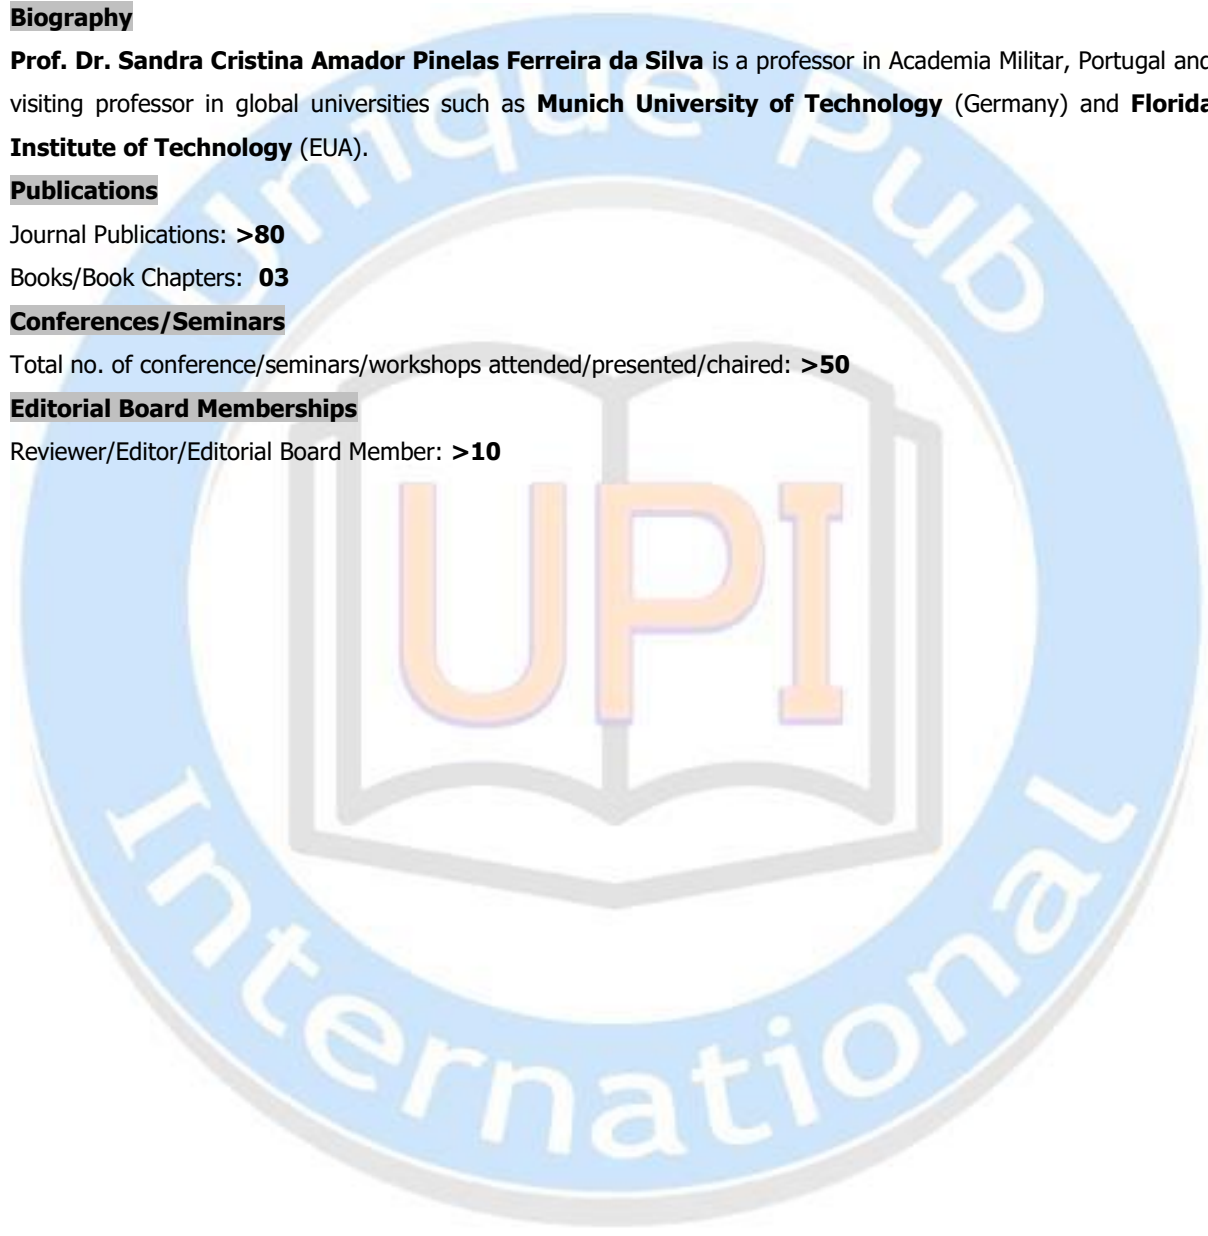 Biography
Prof. Dr. Sandra Cristina Amador Pinelas Ferreira da Silva is a professor in Academia Militar, Portugal and
visiting professor in global universities such as Munich University of Technology (Germany) and Florida
Institute of Technology (EUA).
Publications
Journal Publications: >80
Books/Book Chapters: 03
Conferences/Seminars
Total no. of conference/seminars/workshops attended/presented/chaired: >50
Editorial Board Memberships
Reviewer/Editor/Editorial Board Member: >10
Unique Pub
UPI
International